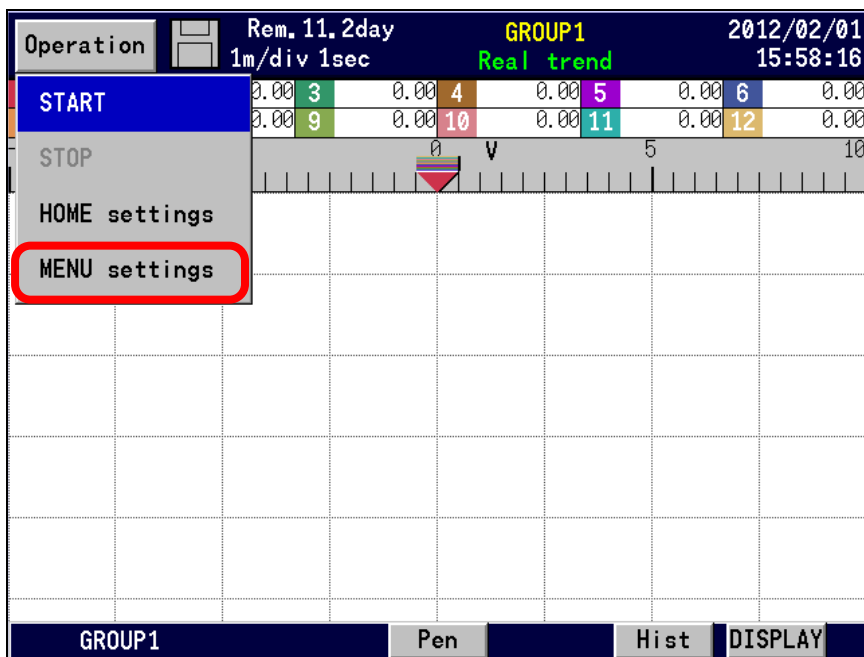 Operation
Rem. 11. 2day
1m/div 1sec
GROUP1
Real trend
2012/02/01
15:58:16
START
STOP
HOME settings
MENU settings
0.00 3 0.00 4 0.00 5 0.00 6 0.00
0.00 9 0.00 10 0.00 11 0.00 12 0.00
0 V 5 10
GROUP1 Pen Hist DISPLAY